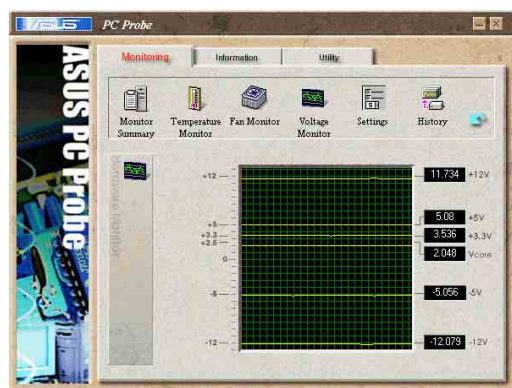 ASUS
PC Probe
Monitoring
Information
Utility
ASUS PC Probe
Monitor Summary
Temperature Monitor
Fan Monitor
Voltage Monitor
Settings
History
Hardware Monitor
+12
+5
+3.3
+2.5
0
-5
-12
11.734 +12V
5.08 +5V
3.536 +3.3V
2.048 Vcore
-5.056 -5V
-12.079 -12V